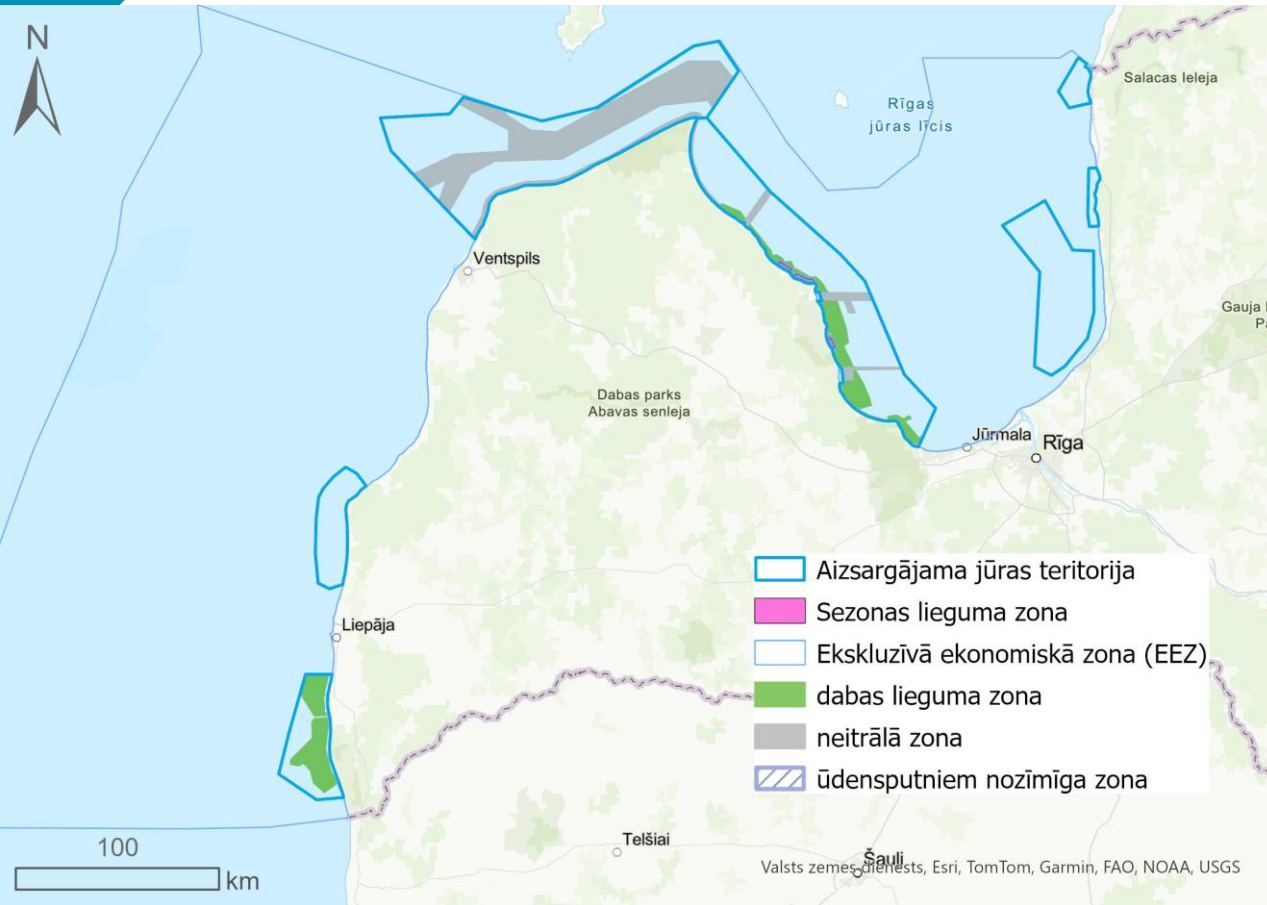 N
Salacas leleja
Rīgas
jūras līcis
Ventspils
Gauja
Pa
Dabas parks
Abavas senleja
Jūrmala
Rīga
Aizsargājama jūras teritorija
Sezonas lieguma zona
Ekskluzīvā ekonomiskā zona (EEZ)
dabas lieguma zona
neitrālā zona
ūdensputniem nozīmīga zona
Liepāja
100
km
Telšiai
Šauļi
Valsts zemes dienests, Esri, TomTom, Garmin, FAO, NOAA, USGS